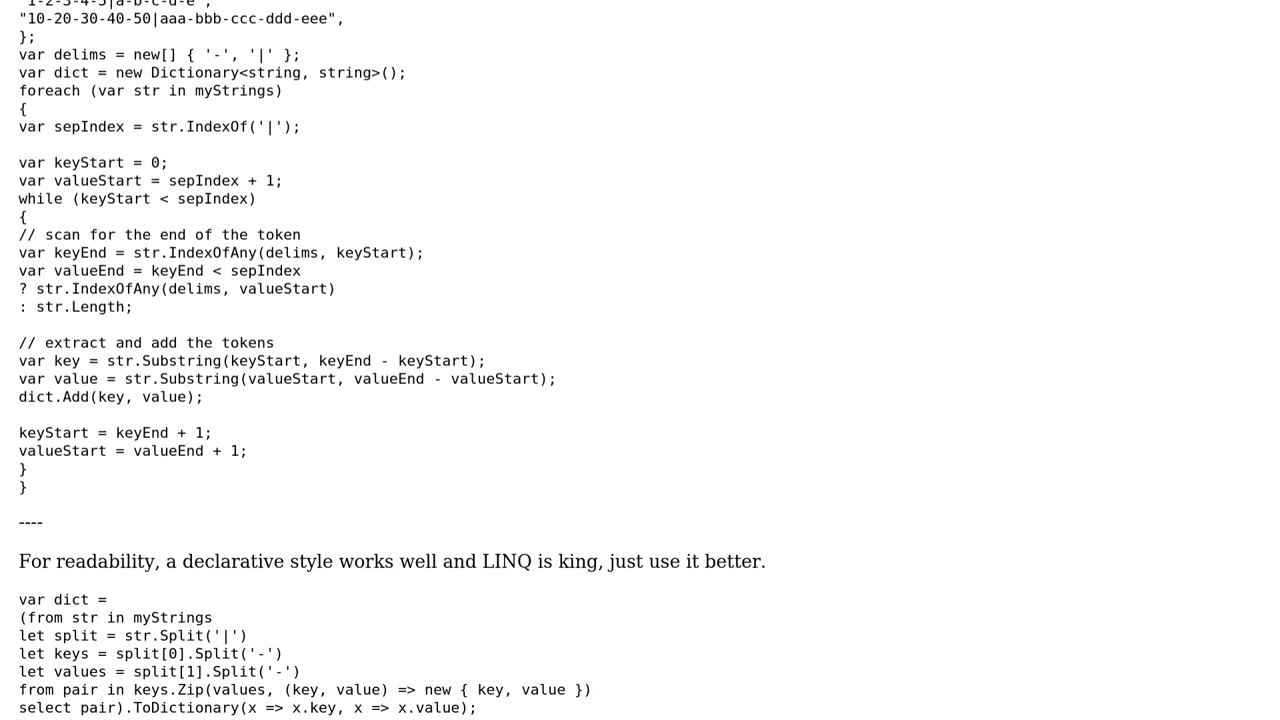 "1-2-3-4-5|a-b-c-d-e",
"10-20-30-40-50|aaa-bbb-ccc-ddd-eee",
};
var delims = new[] { '-', '|' };
var dict = new Dictionary<string, string>();
foreach (var str in myStrings)
{
var sepIndex = str.IndexOf('|');

var keyStart = 0;
var valueStart = sepIndex + 1;
while (keyStart < sepIndex)
{
// scan for the end of the token
var keyEnd = str.IndexOfAny(delims, keyStart);
var valueEnd = keyEnd < sepIndex
? str.IndexOfAny(delims, valueStart)
: str.Length;

// extract and add the tokens
var key = str.Substring(keyStart, keyEnd - keyStart);
var value = str.Substring(valueStart, valueEnd - valueStart);
dict.Add(key, value);

keyStart = keyEnd + 1;
valueStart = valueEnd + 1;
}
}

----

For readability, a declarative style works well and LINQ is king, just use it better.

var dict =
(from str in myStrings
let split = str.Split('|')
let keys = split[0].Split('-')
let values = split[1].Split('-')
from pair in keys.Zip(values, (key, value) => new { key, value })
select pair).ToDictionary(x => x.key, x => x.value);